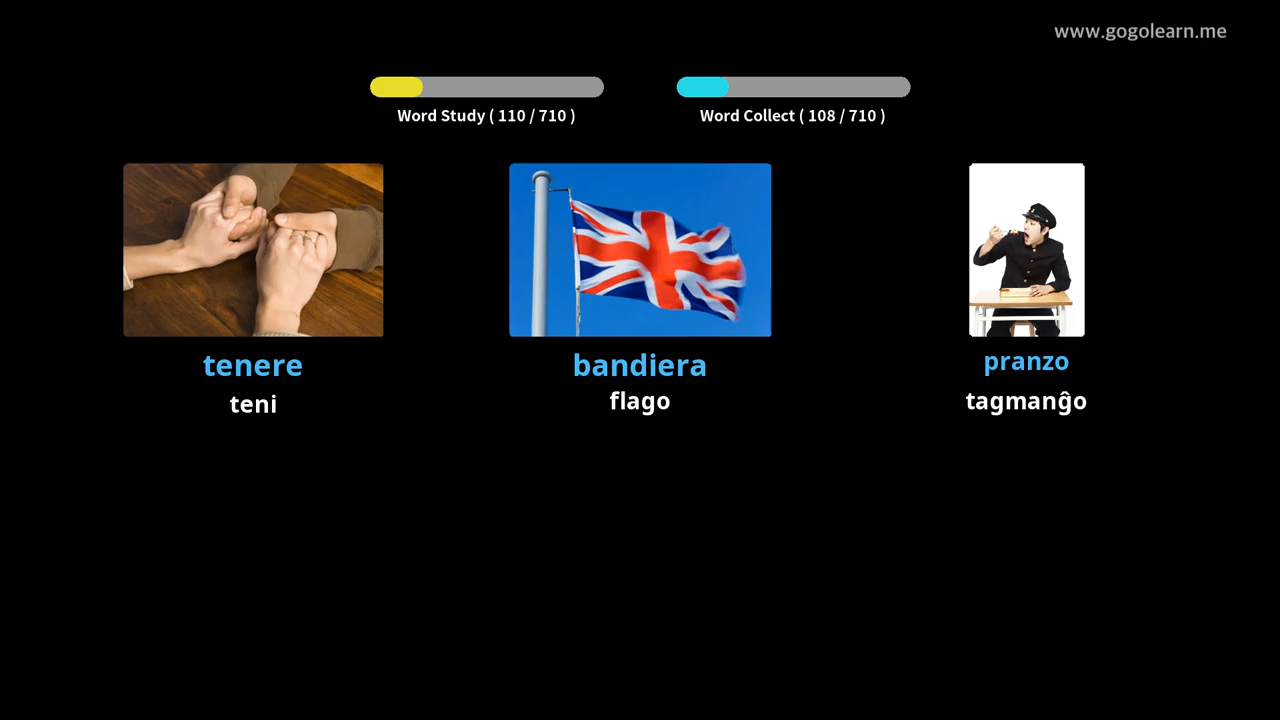 www.gogolearn.me
Word Study ( 110 / 710 )
Word Collect ( 108 / 710 )
tenere
teni
bandiera
flago
pranzo
tagmanĝo